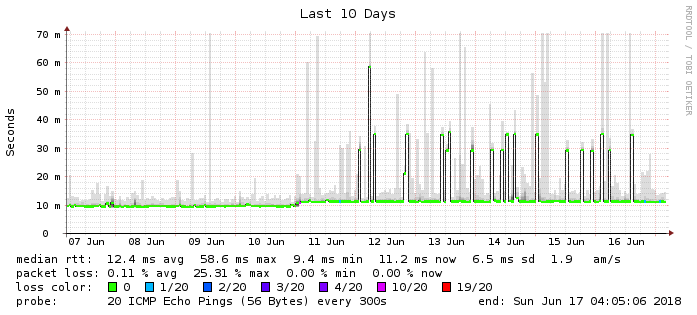 Last 10 Days
RRDTOOL / TOBI OETIKER
Seconds
70 m
60 m
50 m
40 m
30 m
20 m
10 m
0
07 Jun 08 Jun 09 Jun 10 Jun 11 Jun 12 Jun 13 Jun 14 Jun 15 Jun 16 Jun
median rtt: 12.4 ms avg 58.6 ms max 9.4 ms min 11.2 ms now 6.5 ms sd 1.9 am/s
packet loss: 0.11 % avg 25.31 % max 0.00 % min 0.00 % now
loss color: 0 1/20 2/20 3/20 4/20 10/20 19/20
probe: 20 ICMP Echo Pings (56 Bytes) every 300s end: Sun Jun 17 04:05:06 2018